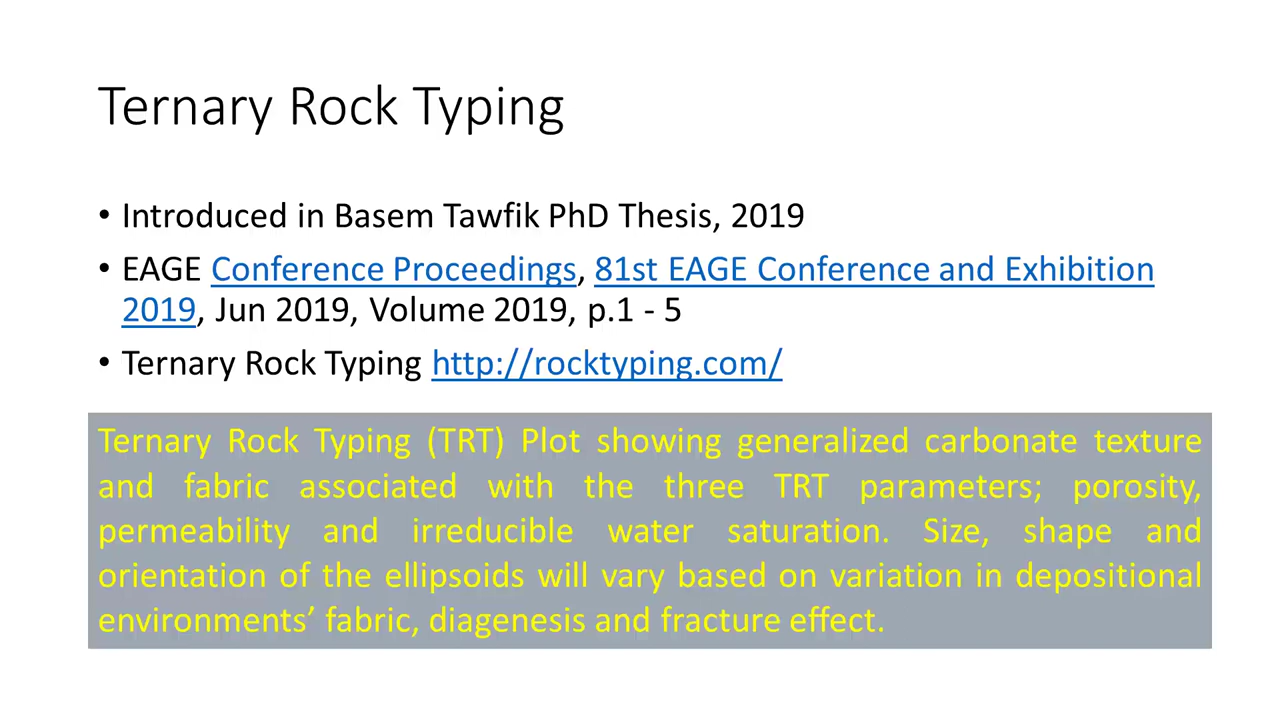 Ternary Rock Typing
• Introduced in Basem Tawfik PhD Thesis, 2019
• EAGE Conference Proceedings, 81st EAGE Conference and Exhibition
2019, Jun 2019, Volume 2019, p.1 - 5
• Ternary Rock Typing http://rocktyping.com/
Ternary Rock Typing (TRT) Plot showing generalized carbonate texture
and fabric associated with the three TRT parameters; porosity,
permeability and irreducible water saturation. Size, shape and
orientation of the ellipsoids will vary based on variation in depositional
environments’ fabric, diagenesis and fracture effect.